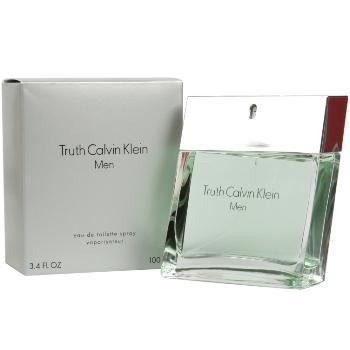 Truth Calvin Klein
Men
eau de toilette spray
vaporisateur
3.4 FL OZ
100
Truth Calvin Klein
Men